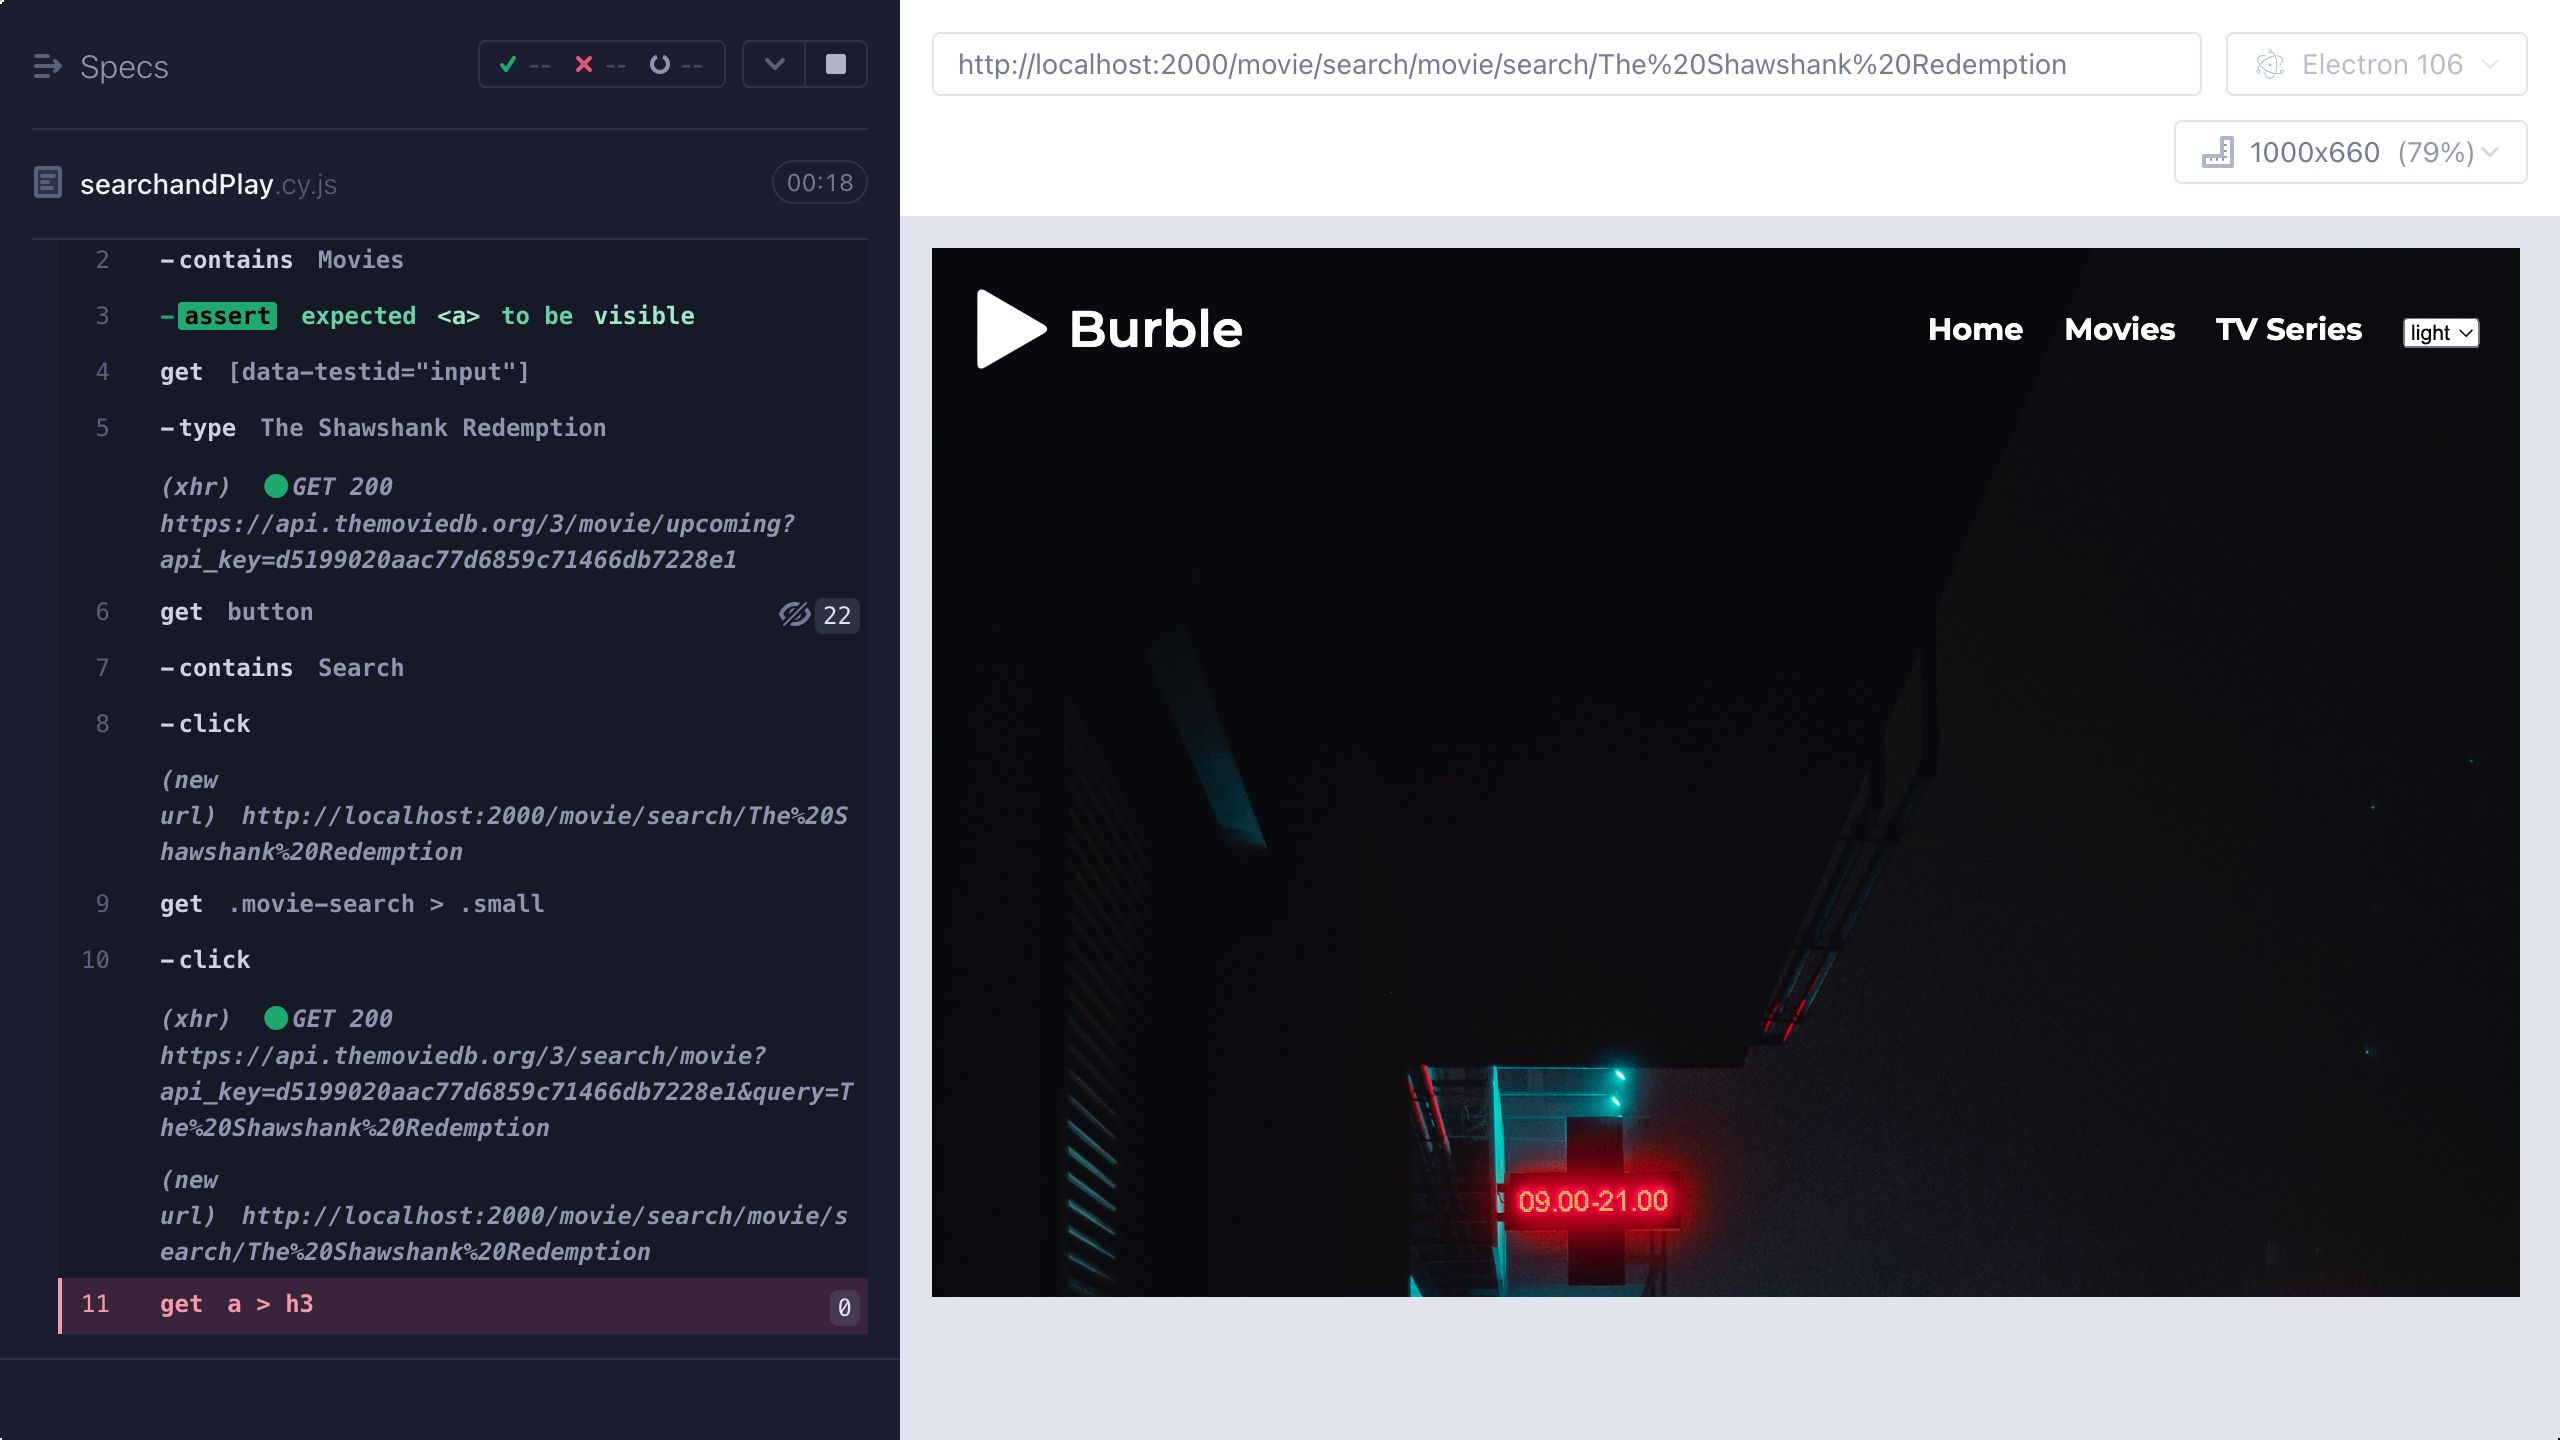 Specs
-- -- --
searchandPlay.cy.js
00:18
2 -contains Movies
3 -assert expected <a> to be visible
4 get [data-testid="input"]
5 -type The Shawshank Redemption
(xhr) GET 200
https://api.themoviedb.org/3/movie/upcoming?
api_key=d5199020aac77d6859c71466db7228e1
6 get button 22
7 -contains Search
8 -click
(new
url) http://localhost:2000/movie/search/The%20S
hawshank%20Redemption
9 get .movie-search > .small
10 -click
(xhr) GET 200
https://api.themoviedb.org/3/search/movie?
api_key=d5199020aac77d6859c71466db7228e1&query=T
he%20Shawshank%20Redemption
(new
url) http://localhost:2000/movie/search/movie/s
earch/The%20Shawshank%20Redemption
11 get a > h3 0
http://localhost:2000/movie/search/movie/search/The%20Shawshank%20Redemption
Electron 106
1000x660 (79%)
Burble
Home Movies TV Series light
09.00-21.00